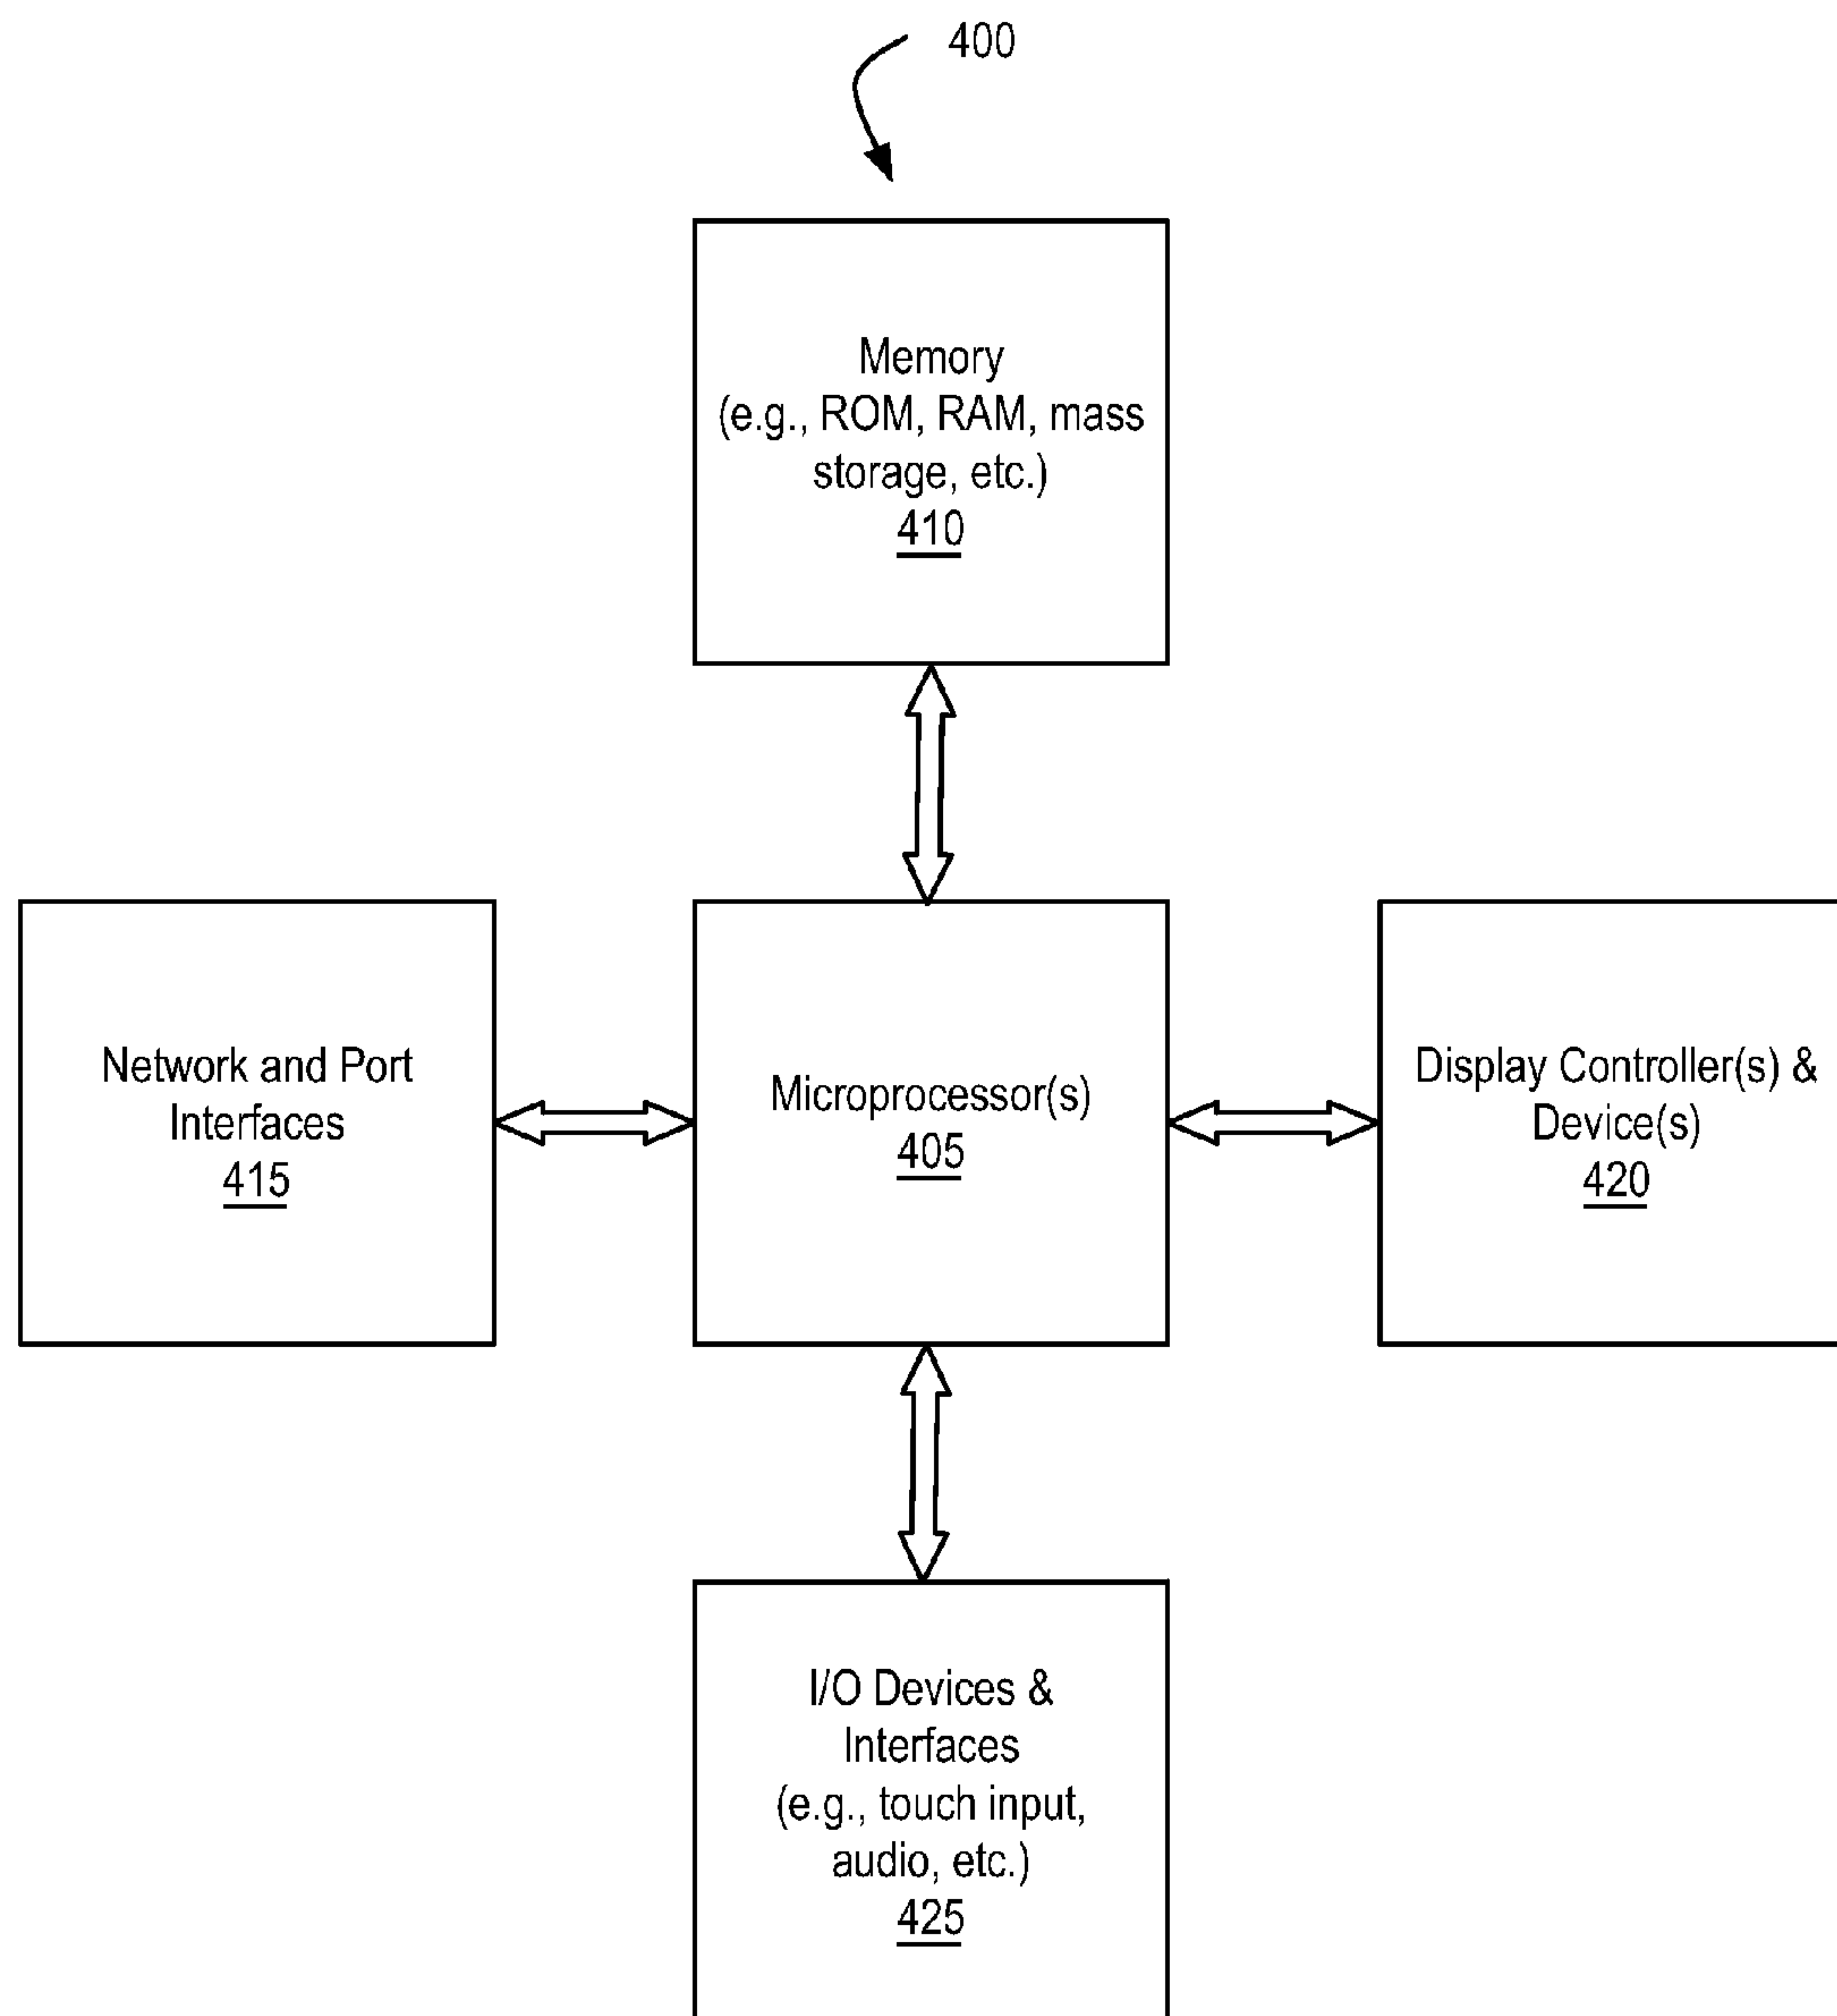 400
Memory
(e.g., ROM, RAM, mass
storage, etc.)
410
Network and Port
Interfaces
415
Microprocessor(s)
405
Display Controller(s) &
Device(s)
420
I/O Devices &
Interfaces
(e.g., touch input,
audio, etc.)
425